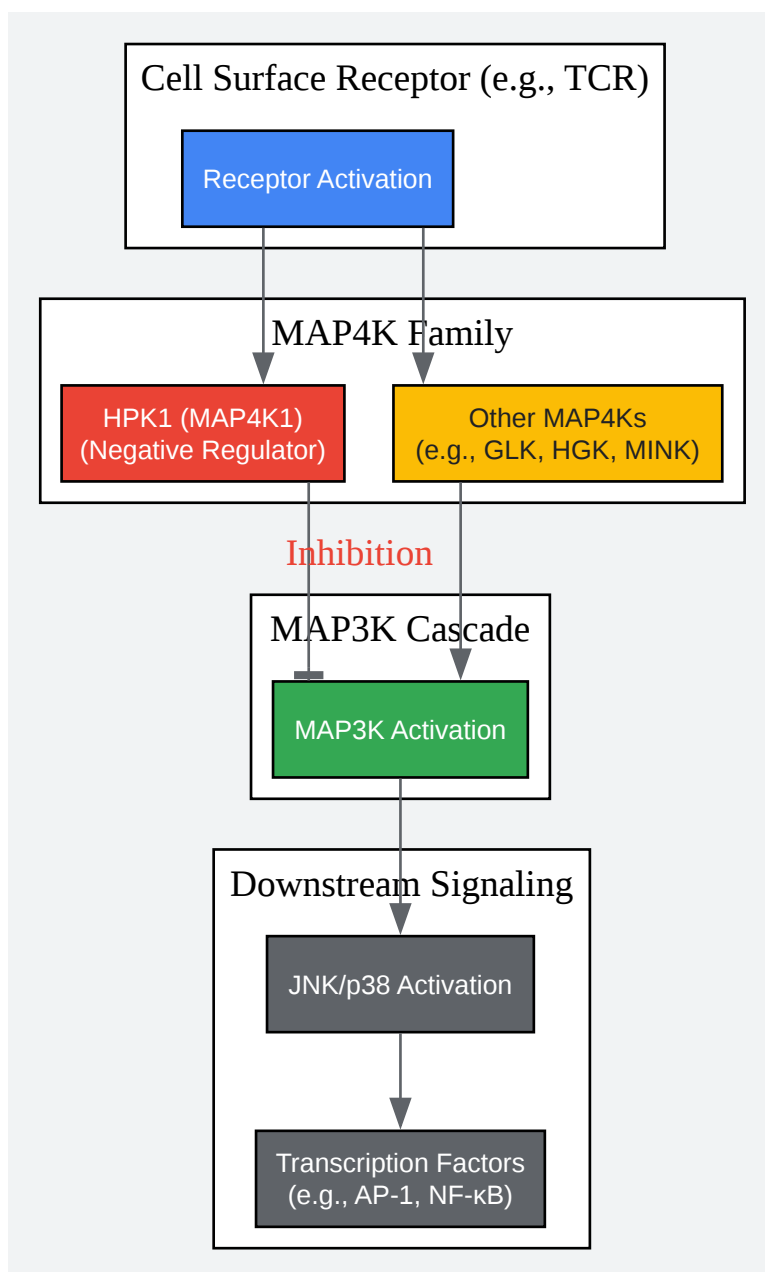 Cell Surface Receptor (e.g., TCR)
Receptor Activation
MAP4K Family
HPK1 (MAP4K1)
(Negative Regulator)
Other MAP4Ks
(e.g., GLK, HGK, MINK)
Inhibition
MAP3K Cascade
MAP3K Activation
Downstream Signaling
JNK/p38 Activation
Transcription Factors
(e.g., AP-1, NF-κB)